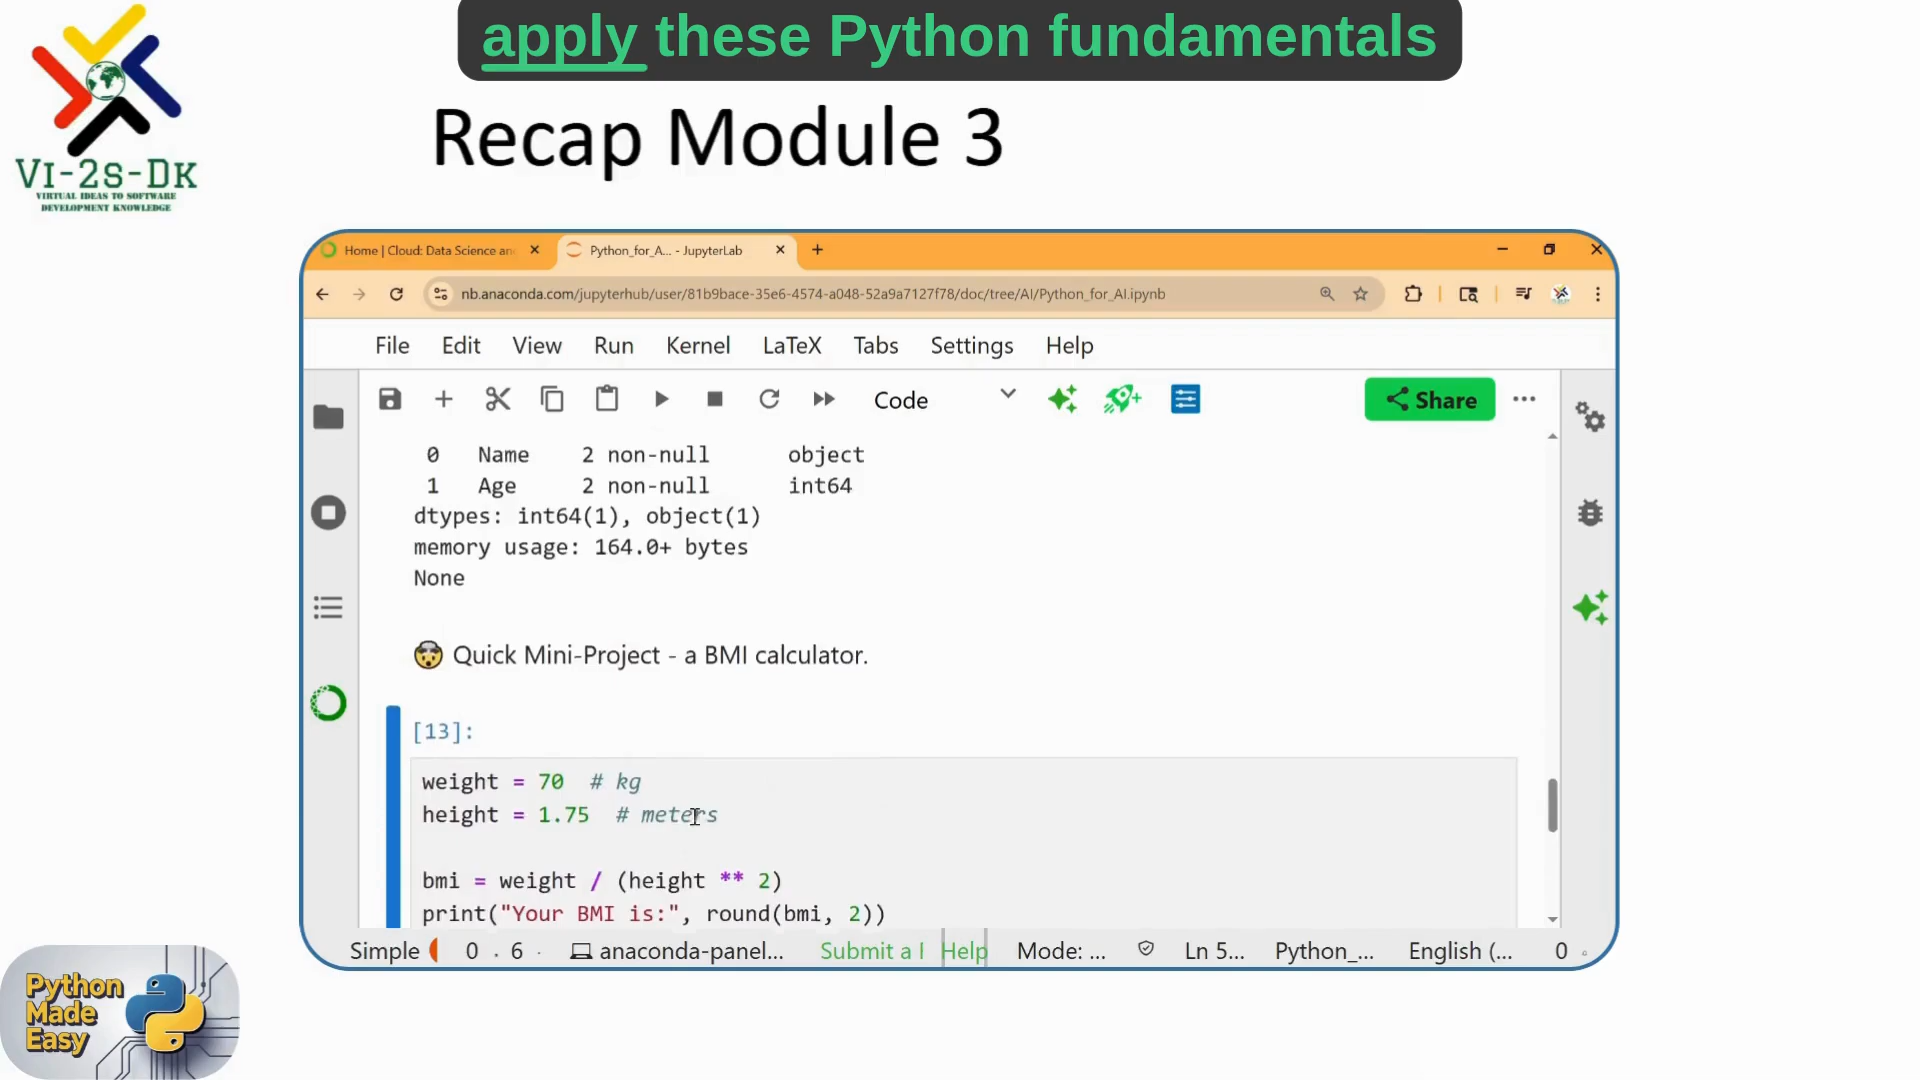 apply these Python fundamentals
Recap Module 3
VI-2S-DK
VIRTUAL IDEAS TO SOFTWARE
DEVELOPMENT KNOWLEDGE
Home | Cloud: Data Science an
Python_for_A... - JupyterLab
nb.anaconda.com/jupyterhub/user/81b9bace-35e6-4574-a048-52a9a7127f78/doc/tree/AI/Python_for_AI.ipynb
File Edit View Run Kernel LaTeX Tabs Settings Help
Code
Share
0 Name 2 non-null object
1 Age 2 non-null int64
dtypes: int64(1), object(1)
memory usage: 164.0+ bytes
None
Quick Mini-Project - a BMI calculator.
[13]:
weight = 70 # kg
height = 1.75 # meters
bmi = weight / (height ** 2)
print("Your BMI is:", round(bmi, 2))
Simple 0 6 anaconda-panel... Submit a Help Mode: ... Ln 5... Python_... English (... 0
Python
Made
Easy